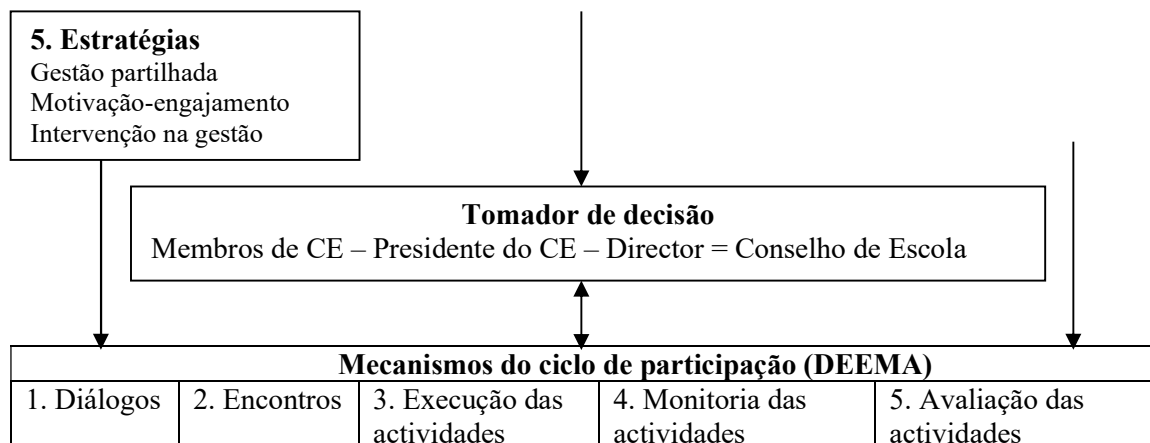 5. Estratégias
Gestão partilhada
Motivação-engajamento
Intervenção na gestão
Tomador de decisão
Membros de CE – Presidente do CE – Director = Conselho de Escola
Mecanismos do ciclo de participação (DEEMA)
1. Diálogos
2. Encontros
3. Execução das
actividades
4. Monitoria das
actividades
5. Avaliação das
actividades